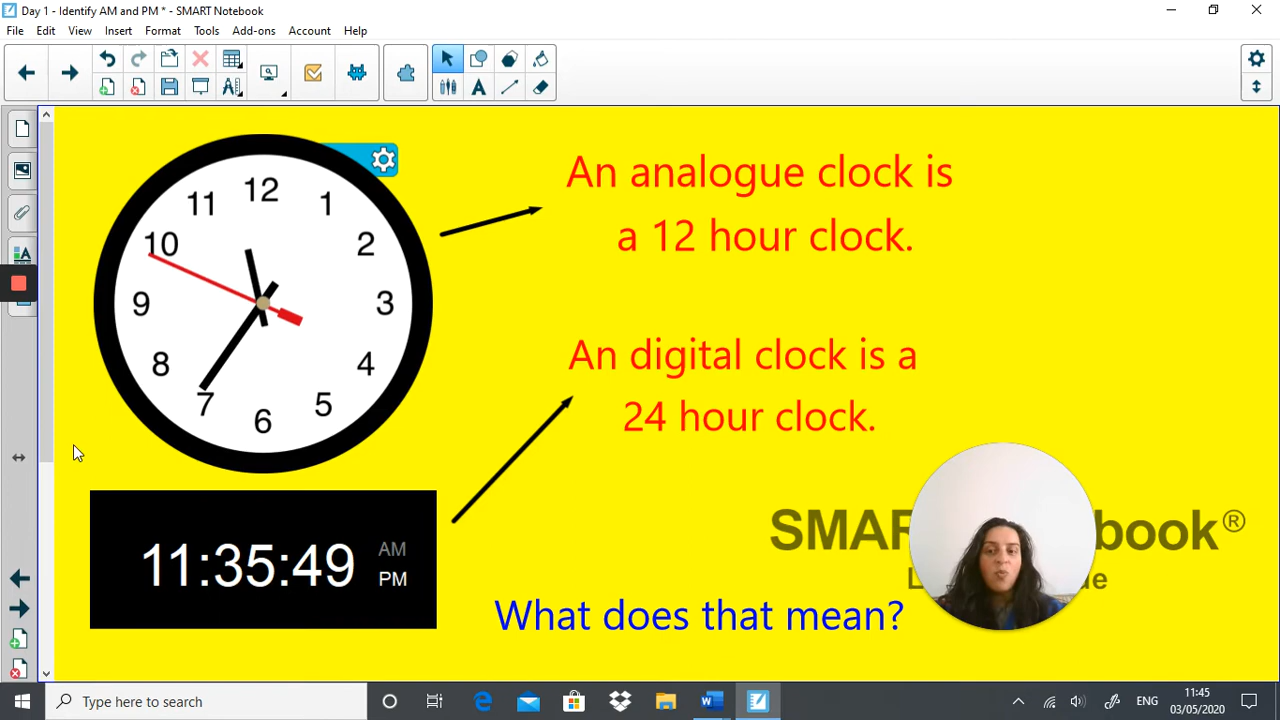 Day 1 - Identify AM and PM * - SMART Notebook
File Edit View Insert Format Tools Add-ons Account Help
12
11 1
10 2
9 3
8 4
7 5
6
An analogue clock is
a 12 hour clock.
An digital clock is a
24 hour clock.
11:35:49 AM
PM
What does that mean?
ebook®
Type here to search
ENG
11:45
03/05/2020